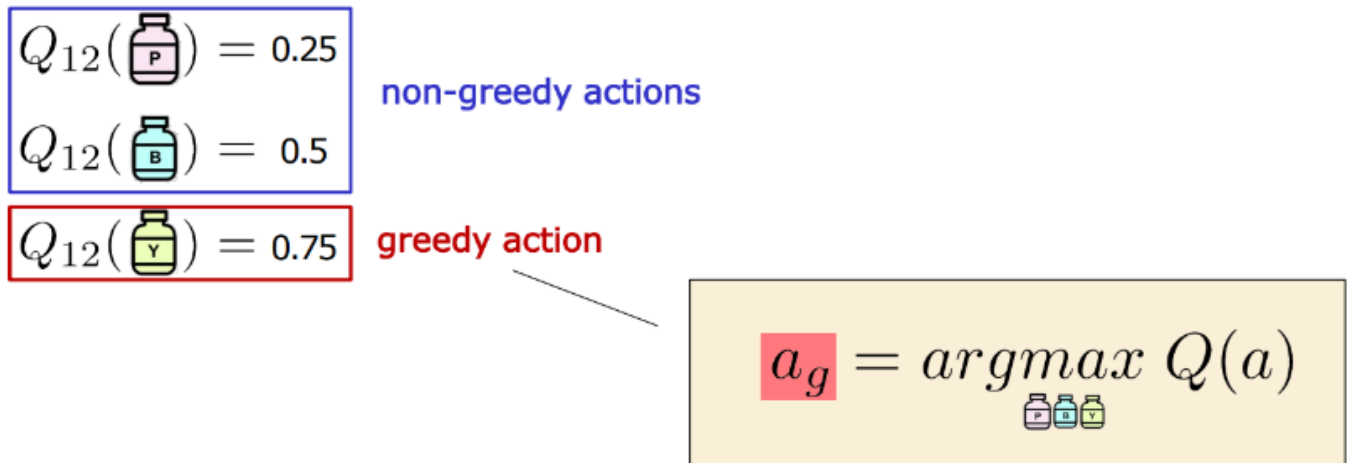 Q₁₂(P) = 0.25
non-greedy actions
Q₁₂(B) = 0.5
Q₁₂(Y) = 0.75
greedy action
a_g = argmax Q(a)
P B Y